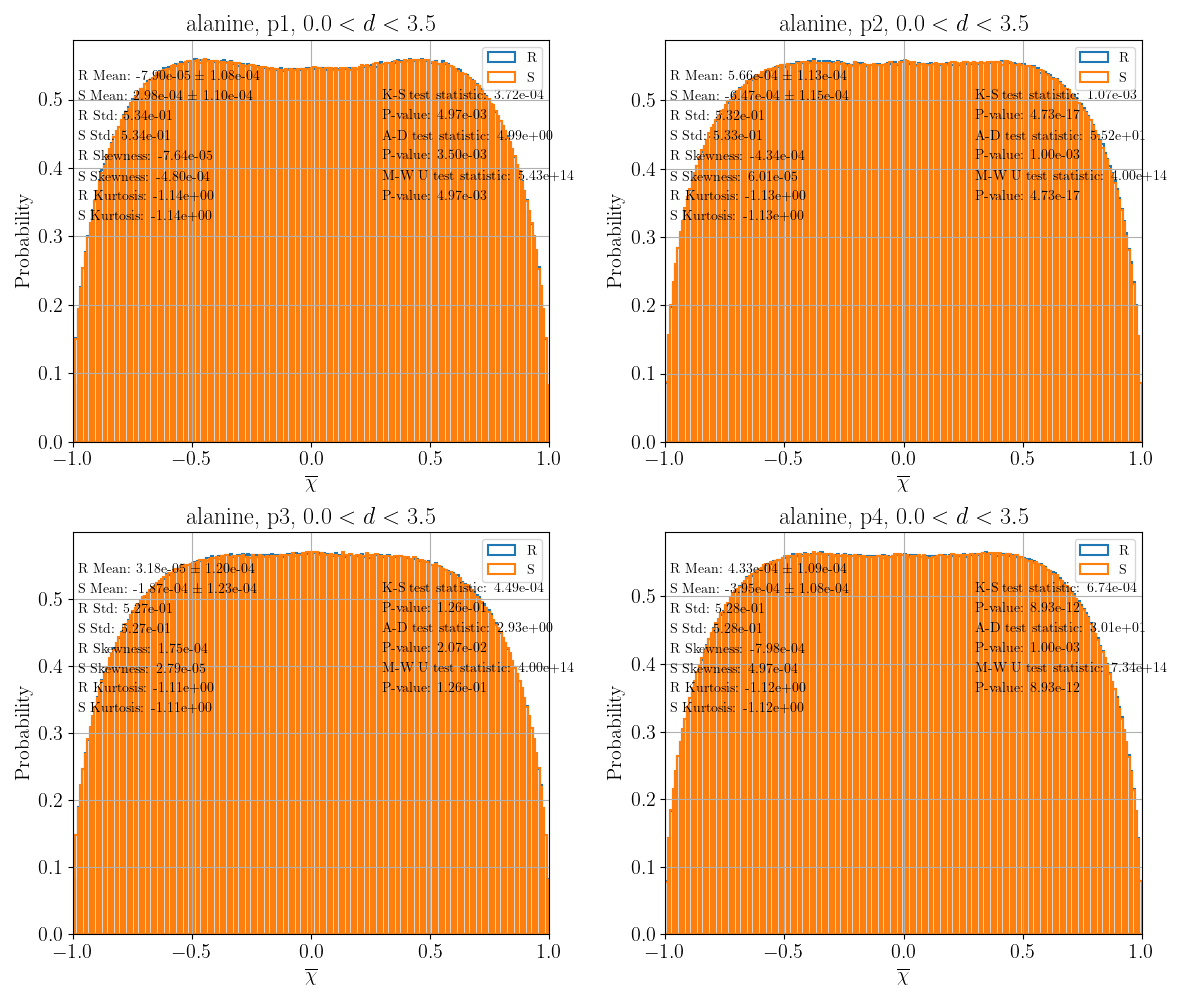 alanine, p1, 0.0 < d < 3.5
R
S
R Mean: -7.90e-05 ± 1.08e-04
S Mean: 2.98e-04 ± 1.10e-04
R Std: 5.34e-01
S Std: 5.34e-01
R Skewness: -7.64e-05
S Skewness: -4.80e-04
R Kurtosis: -1.14e+00
S Kurtosis: -1.14e+00
K-S test statistic: 3.72e-04
P-value: 4.97e-03
A-D test statistic: 4.99e+00
P-value: 3.50e-03
M-W U test statistic: 5.43e+14
P-value: 4.97e-03
Probability
0.5
0.4
0.3
0.2
0.1
0.0
−1.0 −0.5 0.0 0.5 1.0
χ̅
alanine, p2, 0.0 < d < 3.5
R
S
R Mean: 5.66e-04 ± 1.13e-04
S Mean: -6.47e-04 ± 1.15e-04
R Std: 5.32e-01
S Std: 5.33e-01
R Skewness: -4.34e-04
S Skewness: 6.01e-05
R Kurtosis: -1.13e+00
S Kurtosis: -1.13e+00
K-S test statistic: 1.07e-03
P-value: 4.73e-17
A-D test statistic: 5.52e+01
P-value: 1.00e-03
M-W U test statistic: 4.00e+14
P-value: 4.73e-17
Probability
0.5
0.4
0.3
0.2
0.1
0.0
−1.0 −0.5 0.0 0.5 1.0
χ̅
alanine, p3, 0.0 < d < 3.5
R
S
R Mean: 3.18e-05 ± 1.20e-04
S Mean: -1.87e-04 ± 1.23e-04
R Std: 5.27e-01
S Std: 5.27e-01
R Skewness: 1.75e-04
S Skewness: 2.79e-05
R Kurtosis: -1.11e+00
S Kurtosis: -1.11e+00
K-S test statistic: 4.49e-04
P-value: 1.26e-01
A-D test statistic: 2.93e+00
P-value: 2.07e-02
M-W U test statistic: 4.00e+14
P-value: 1.26e-01
Probability
0.5
0.4
0.3
0.2
0.1
0.0
−1.0 −0.5 0.0 0.5 1.0
χ̅
alanine, p4, 0.0 < d < 3.5
R
S
R Mean: 4.33e-04 ± 1.09e-04
S Mean: -3.95e-04 ± 1.08e-04
R Std: 5.28e-01
S Std: 5.28e-01
R Skewness: -7.98e-04
S Skewness: 4.97e-04
R Kurtosis: -1.12e+00
S Kurtosis: -1.12e+00
K-S test statistic: 6.74e-04
P-value: 8.93e-12
A-D test statistic: 3.01e+01
P-value: 1.00e-03
M-W U test statistic: 7.34e+14
P-value: 8.93e-12
Probability
0.5
0.4
0.3
0.2
0.1
0.0
−1.0 −0.5 0.0 0.5 1.0
χ̅